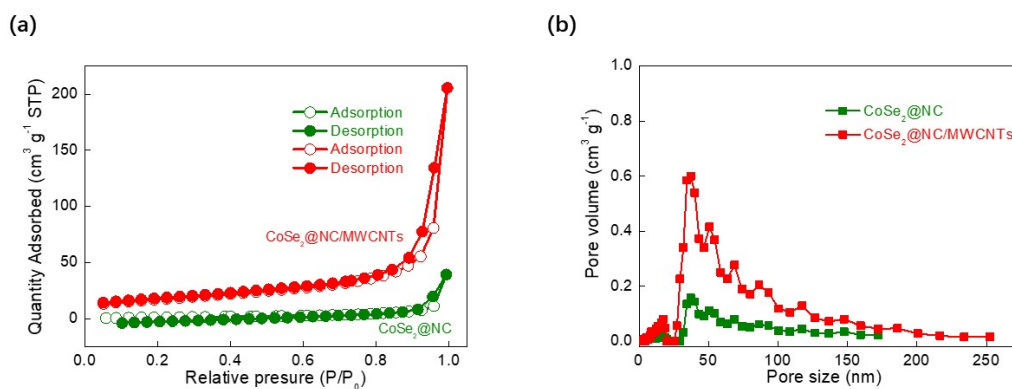 (a)
(b)
Quantity Adsorbed (cm³ g⁻¹ STP)
200
150
100
50
0
Adsorption
Desorption
Adsorption
Desorption
CoSe₂@NC/MWCNTs
CoSe₂@NC
0.0 0.2 0.4 0.6 0.8 1.0
Relative presure (P/P₀)
Pore volume (cm³ g⁻¹)
1.0
0.8
0.6
0.4
0.2
0.0
CoSe₂@NC
CoSe₂@NC/MWCNTs
0 50 100 150 200 250
Pore size (nm)